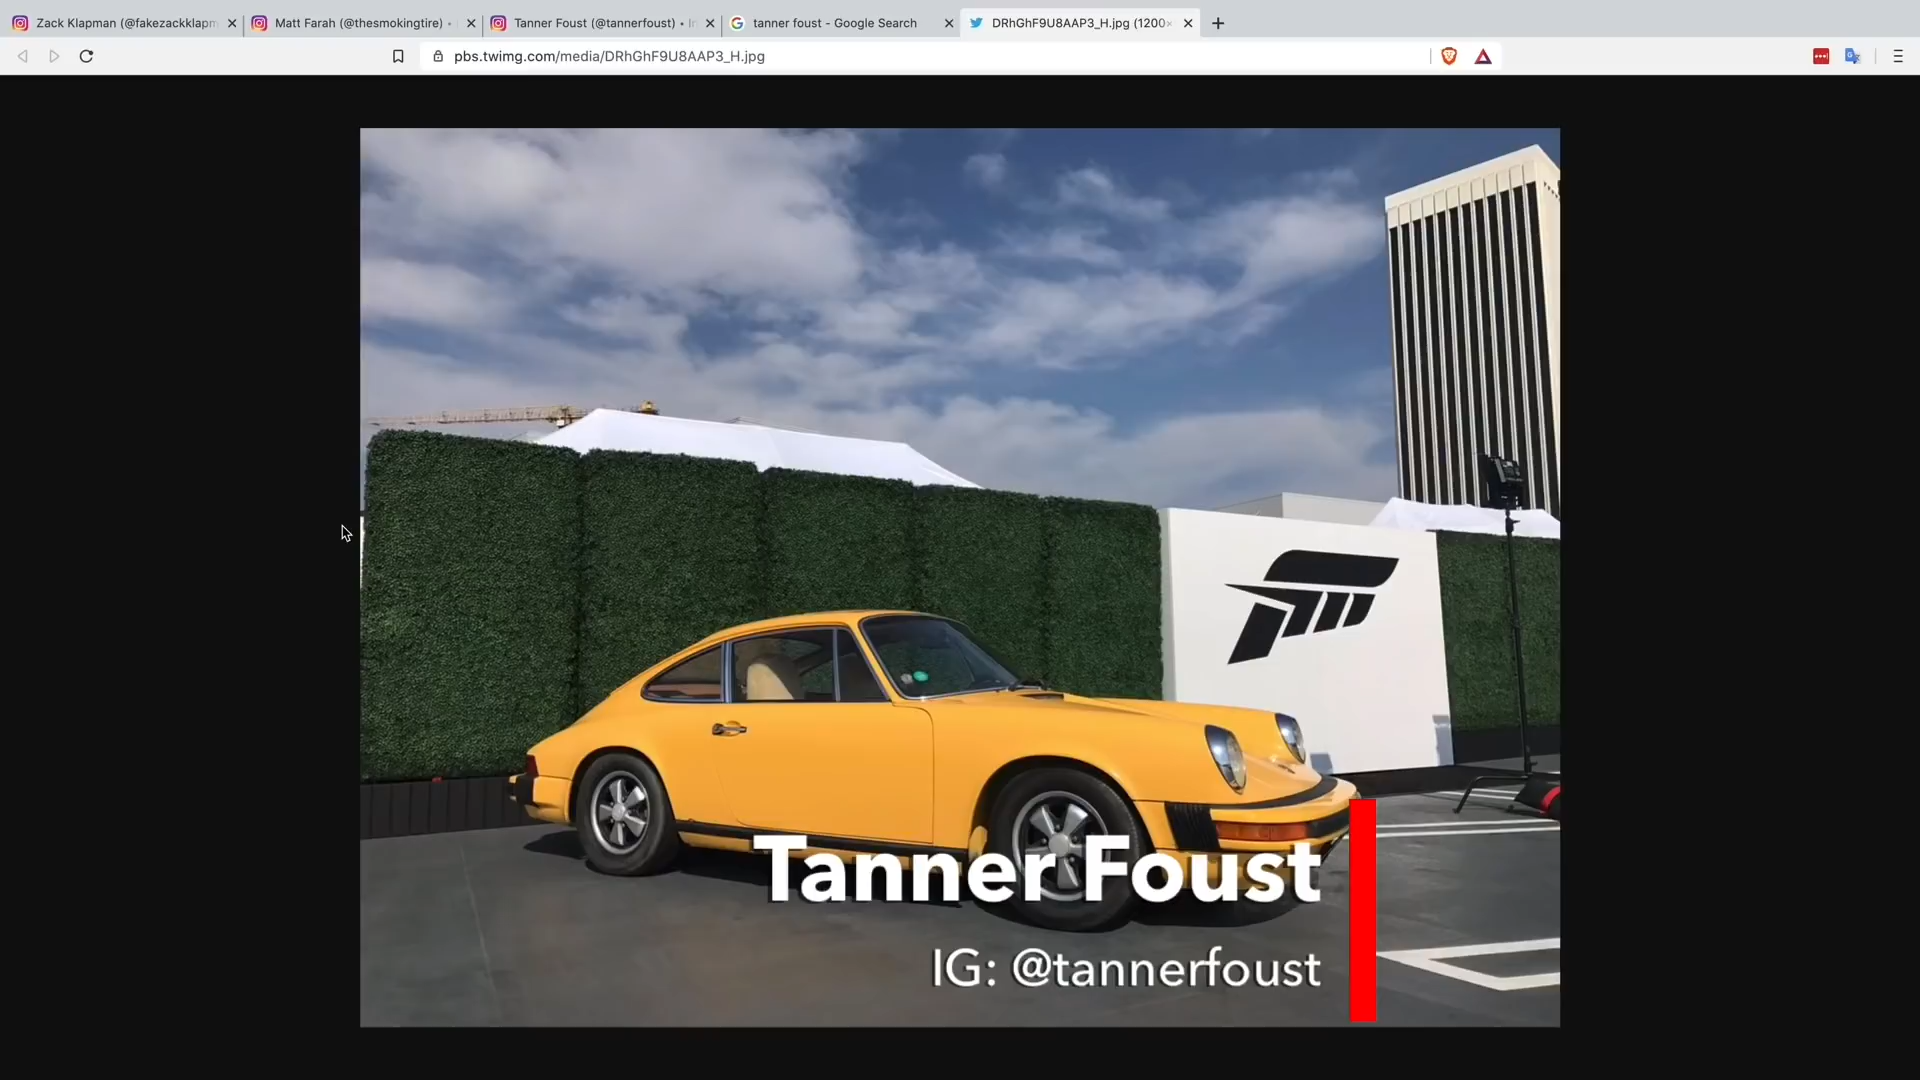 Zack Klapman (@fakezackklapm
Matt Farah (@thesmokingtire) •
Tanner Foust (@tannerfoust) • In
tanner foust - Google Search
DRhGhF9U8AAP3_H.jpg (1200×
pbs.twimg.com/media/DRhGhF9U8AAP3_H.jpg
Tanner Foust
IG: @tannerfoust